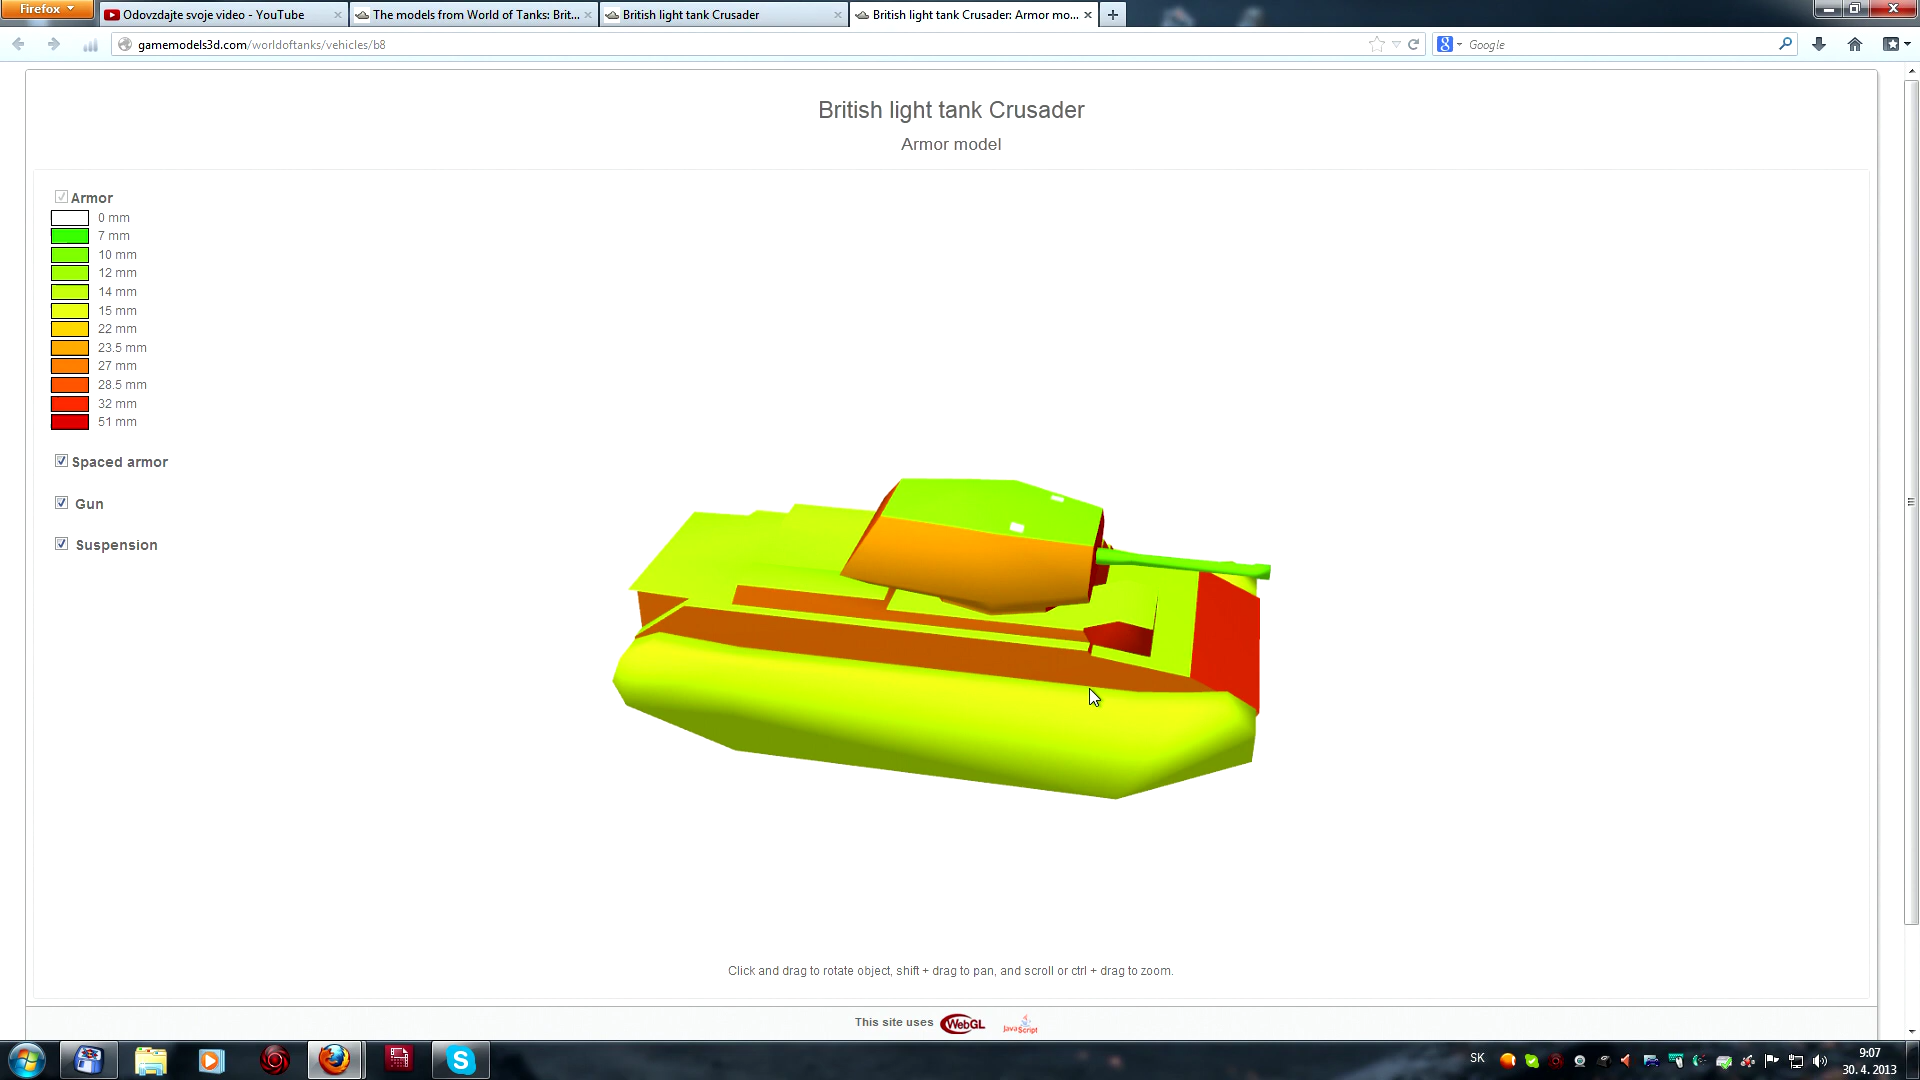 Firefox
Odovzdajte svoje video - YouTube
The models from World of Tanks: Brit...
British light tank Crusader
British light tank Crusader: Armor mo...
gamemodels3d.com/worldoftanks/vehicles/b8
Google
British light tank Crusader
Armor model
Armor
0 mm
7 mm
10 mm
12 mm
14 mm
15 mm
22 mm
23.5 mm
27 mm
28.5 mm
32 mm
51 mm
Spaced armor
Gun
Suspension
Click and drag to rotate object, shift + drag to pan, and scroll or ctrl + drag to zoom.
This site uses WebGL JavaScript
SK
9:07
30. 4. 2013